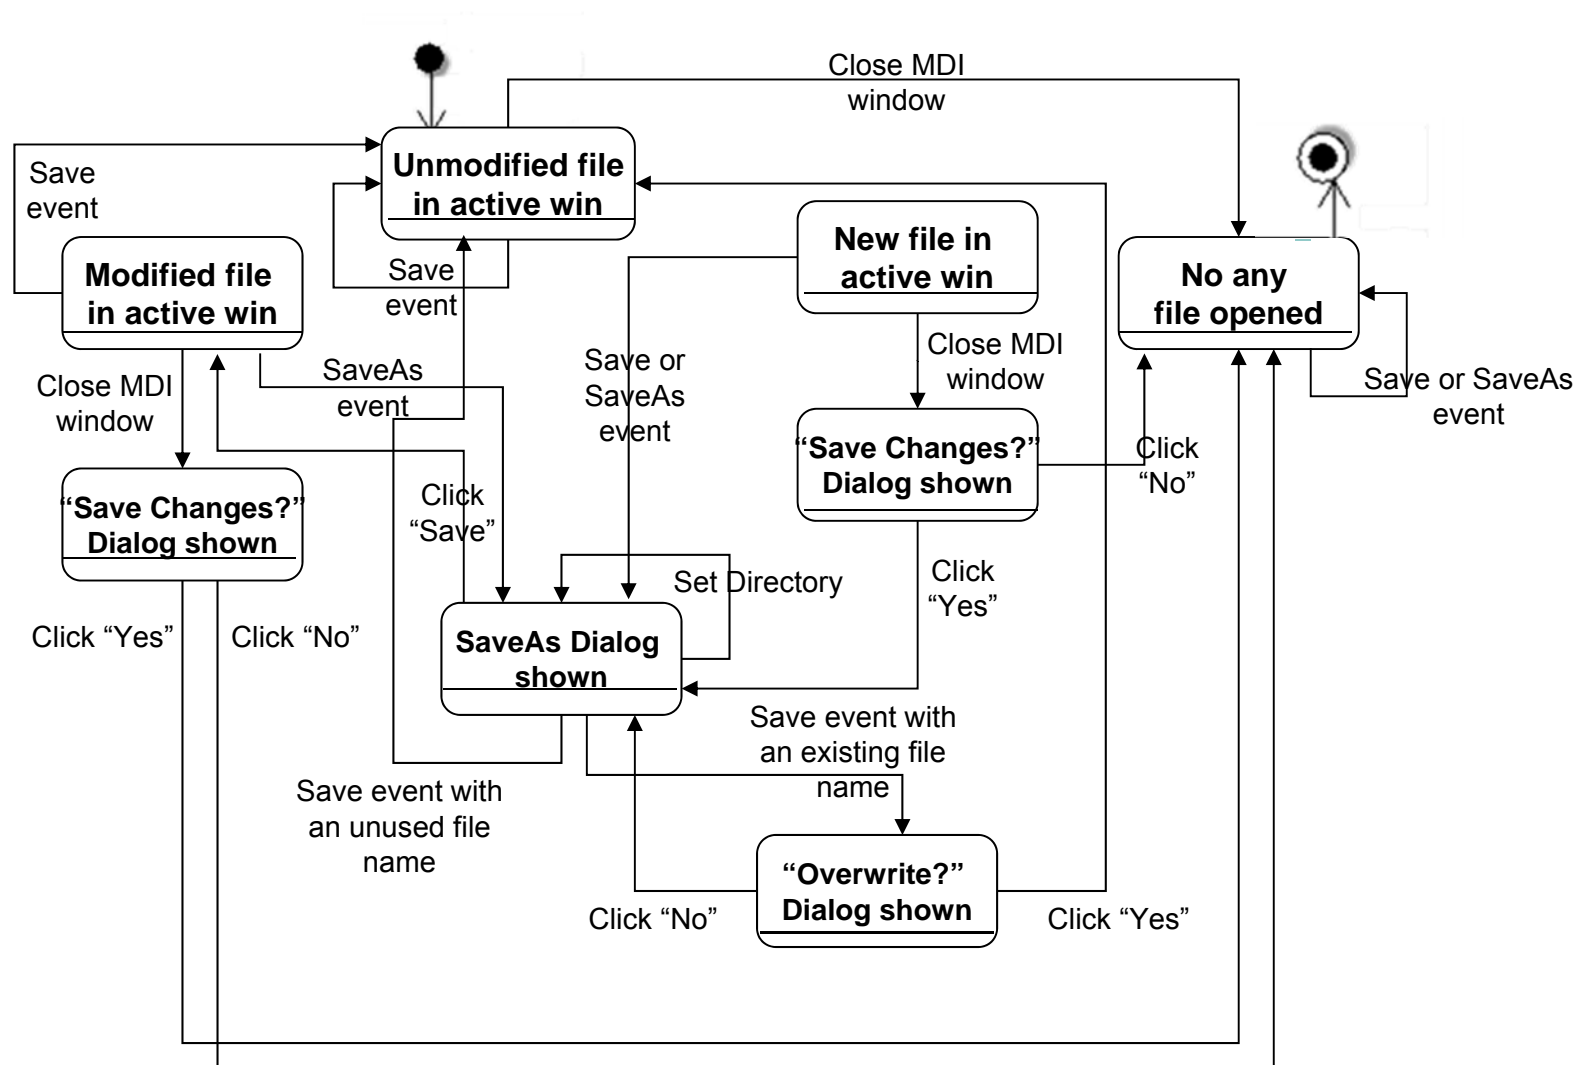 Close MDI
window
Unmodified file
in active win
Save
event
Modified file
in active win
Save
event
New file in
active win
No any
file opened
Close MDI
window
SaveAs
event
Save or
SaveAs
event
Close MDI
window
Save or SaveAs
event
“Save Changes?”
Dialog shown
Click
“No”
“Save Changes?”
Dialog shown
Click
“Save”
Set Directory
Click
“Yes”
Click “Yes”
Click “No”
SaveAs Dialog
shown
Save event with
an existing file
name
Save event with
an unused file
name
“Overwrite?”
Dialog shown
Click “No”
Click “Yes”